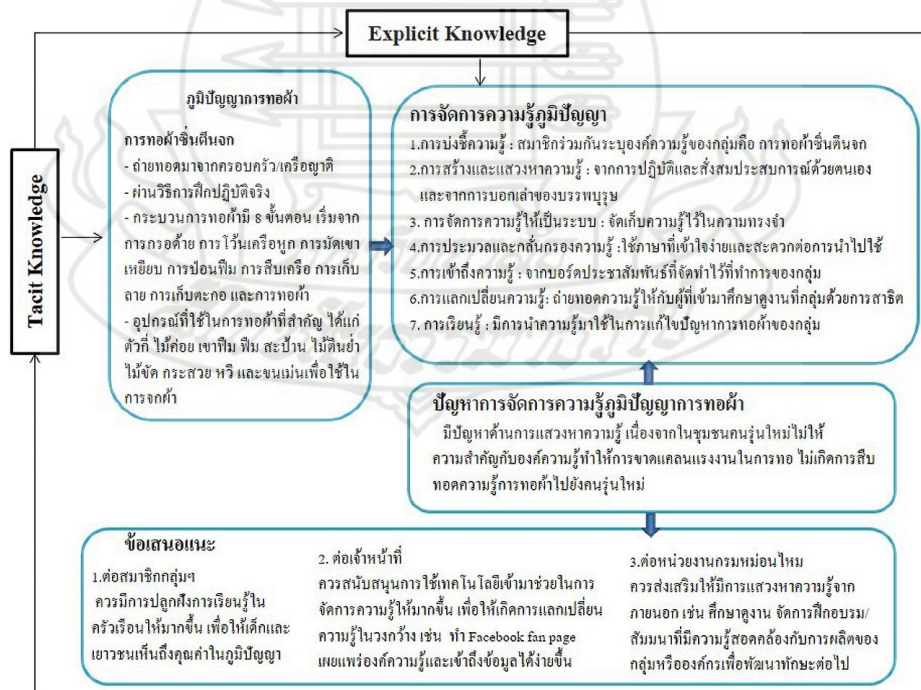 Explicit Knowledge
Tacit Knowledge
ภูมิปัญญาการทอผ้า
การทอผ้าซิ่นตีนจก
- ถ่ายทอดมาจากครอบครัว/เครือญาติ
- ผ่านวิธีการฝึกปฏิบัติจริง
- กระบวนการทอผ้ามี 8 ขั้นตอน เริ่มจาก
การกรอด้าย การ โว้นเครือหูก การมัดเขา
เหยียบ การป่อนฟืม การสืบเครือ การเก็บ
ลาย การเก็บตะกอ และการทอผ้า
- อุปกรณ์ที่ใช้ในการทอผ้าที่สำคัญ ได้แก่
ตัวกี่ ไม้ค่อย เขาฟืม ฟืม สะป้าน ไม้ตีนย่ำ
ไม้ขัด กระสวย หวี และขนเม่นเพื่อใช้ใน
การจกผ้า
การจัดการความรู้ภูมิปัญญา
1.การบ่งชี้ความรู้ : สมาชิกร่วมกันระบุองค์ความรู้ของกลุ่มคือ การทอผ้าซิ่นตีนจก
2.การสร้างและแสวงหาความรู้ : จากการปฏิบัติและสั่งสมประสบการณ์ด้วยตนเอง
และจากการบอกเล่าของบรรพบุรุษ
3. การจัดการความรู้ให้เป็นระบบ : จัดเก็บความรู้ไว้ในความทรงจำ
4.การประมวลและกลั่นกรองความรู้ : ใช้ภาษาที่เข้าใจง่ายและสะดวกต่อการนำไปใช้
5.การเข้าถึงความรู้ : จากบอร์ดประชาสัมพันธ์ที่จัดทำไว้ที่ทำการของกลุ่ม
6.การแลกเปลี่ยนความรู้: ถ่ายทอดความรู้ให้กับผู้ที่เข้ามาศึกษาดูงานที่กลุ่มด้วยการสาธิต
7. การเรียนรู้ : มีการนำความรู้มาใช้ในการแก้ไขปัญหาการทอผ้าของกลุ่ม
ปัญหาการจัดการความรู้ภูมิปัญญาการทอผ้า
มีปัญหาด้านการแสวงหาความรู้ เนื่องจากในชุมชนคนรุ่นใหม่ไม่ให้
ความสำคัญกับองค์ความรู้ทำให้การขาดแคลนแรงงานในการทอ ไม่เกิดการสืบ
ทอดความรู้การทอผ้าไปยังคนรุ่นใหม่
ข้อเสนอแนะ
1.ต่อสมาชิกกลุ่มฯ
ควรมีการปลูกฝังการเรียนรู้ใน
ครัวเรือนให้มากขึ้น เพื่อให้เด็กและ
เยาวชนเห็นถึงคุณค่าในภูมิปัญญา
2. ต่อเจ้าหน้าที่
ควรสนับสนุนการใช้เทคโนโลยีเข้ามาช่วยในการ
จัดการความรู้ให้มากขึ้น เพื่อให้เกิดการแลกเปลี่ยน
ความรู้ในวงกว้าง เช่น ทำ Facebook fan page
เผยแพร่องค์ความรู้และเข้าถึงข้อมูลได้ง่ายขึ้น
3.ต่อหน่วยงานกรมหม่อนไหม
ควรส่งเสริมให้มีการแสวงหาความรู้จาก
ภายนอก เช่น ศึกษาดูงาน จัดการฝึกอบรม/
สัมมนาที่มีความรู้สอดคล้องกับการผลิตของ
กลุ่มหรือองค์กรเพื่อพัฒนาทักษะต่อไป